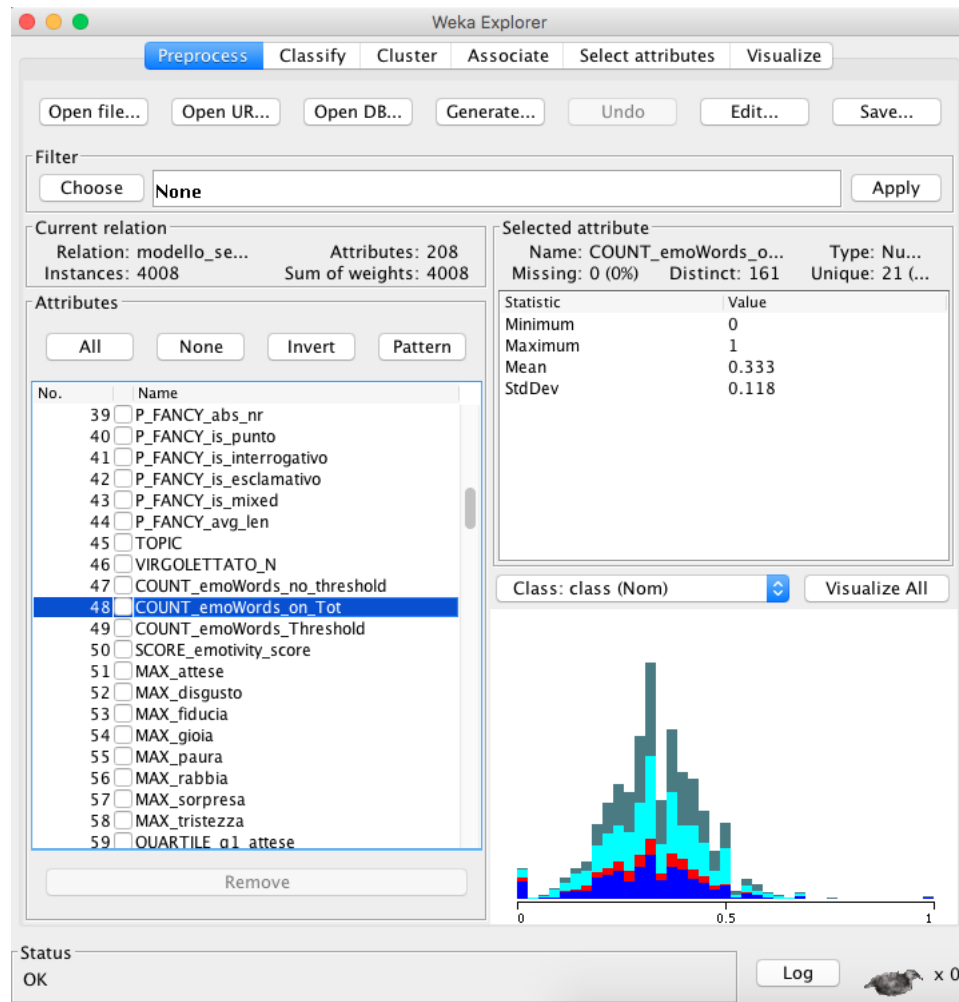 Weka Explorer
Preprocess Classify Cluster Associate Select attributes Visualize
Open file... Open UR... Open DB... Generate... Undo Edit... Save...
Filter
Choose None Apply
Current relation
Relation: modello_se... Attributes: 208
Instances: 4008 Sum of weights: 4008
Selected attribute
Name: COUNT_emoWords_o... Type: Nu...
Missing: 0 (0%) Distinct: 161 Unique: 21 (...
Statistic Value
Minimum 0
Maximum 1
Mean 0.333
StdDev 0.118
Attributes
All None Invert Pattern
No. Name
39 P_FANCY_abs_nr
40 P_FANCY_is_punto
41 P_FANCY_is_interrogativo
42 P_FANCY_is_esclamativo
43 P_FANCY_is_mixed
44 P_FANCY_avg_len
45 TOPIC
46 VIRGOLETTATO_N
47 COUNT_emoWords_no_threshold
48 COUNT_emoWords_on_Tot
49 COUNT_emoWords_Threshold
50 SCORE_emotivity_score
51 MAX_attese
52 MAX_disgusto
53 MAX_fiducia
54 MAX_gioia
55 MAX_paura
56 MAX_rabbia
57 MAX_sorpresa
58 MAX_tristezza
59 QUARTILE_q1_attese
Remove
Class: class (Nom) Visualize All
0 0.5 1
Status
OK
Log x 0